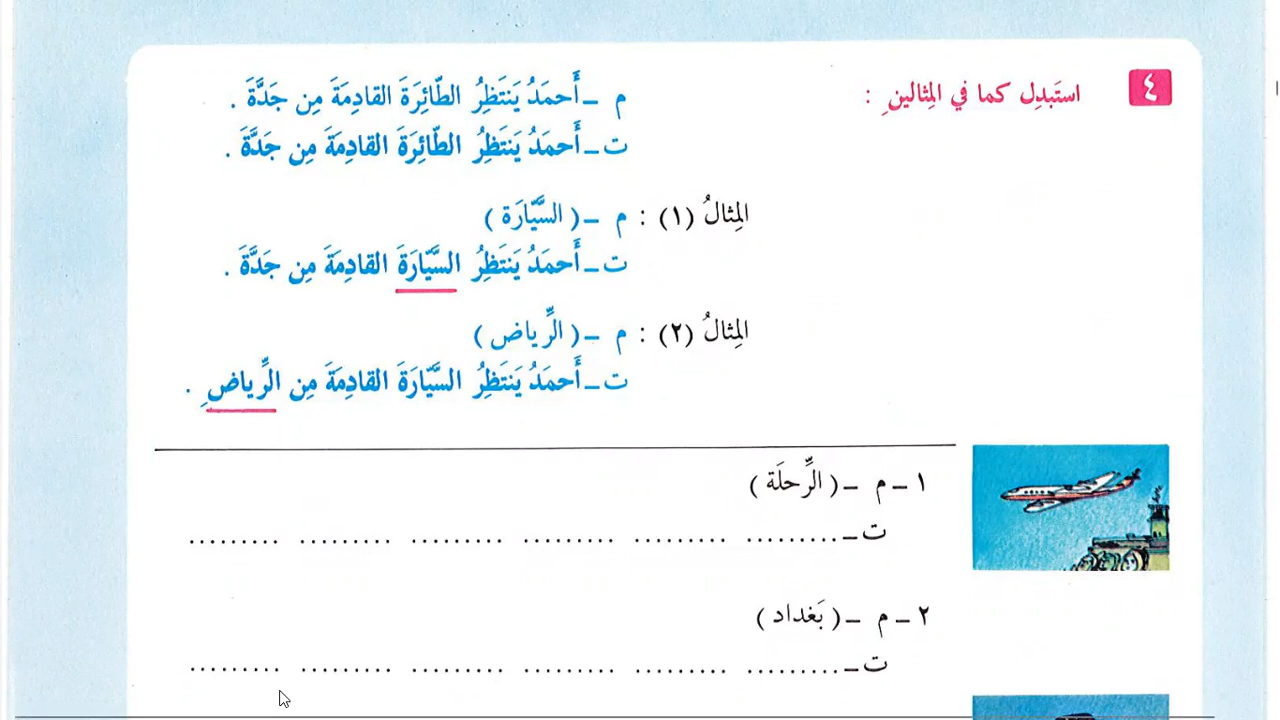 ٤ استَبدِل كما في المِثالينِ :
م ـ أَحمَدُ يَنتَظِرُ الطّائِرَةَ القادِمَةَ مِن جَدَّةَ .
ت ـ أَحمَدُ يَنتَظِرُ الطّائِرَةَ القادِمَةَ مِن جَدَّةَ .
المِثالُ (١) : م ـ ( السَّيّارَة )
ت ـ أَحمَدُ يَنتَظِرُ السَّيّارَةَ القادِمَةَ مِن جَدَّةَ .
المِثالُ (٢) : م ـ ( الرِّياض )
ت ـ أَحمَدُ يَنتَظِرُ السَّيّارَةَ القادِمَةَ مِن الرِّياضِ .
١ ـ م ـ ( الرِّحلَة )
ت ـ ......... ......... ......... ......... ......... .........
٢ ـ م ـ ( بَغداد )
ت ـ ......... ......... ......... ......... ......... .........